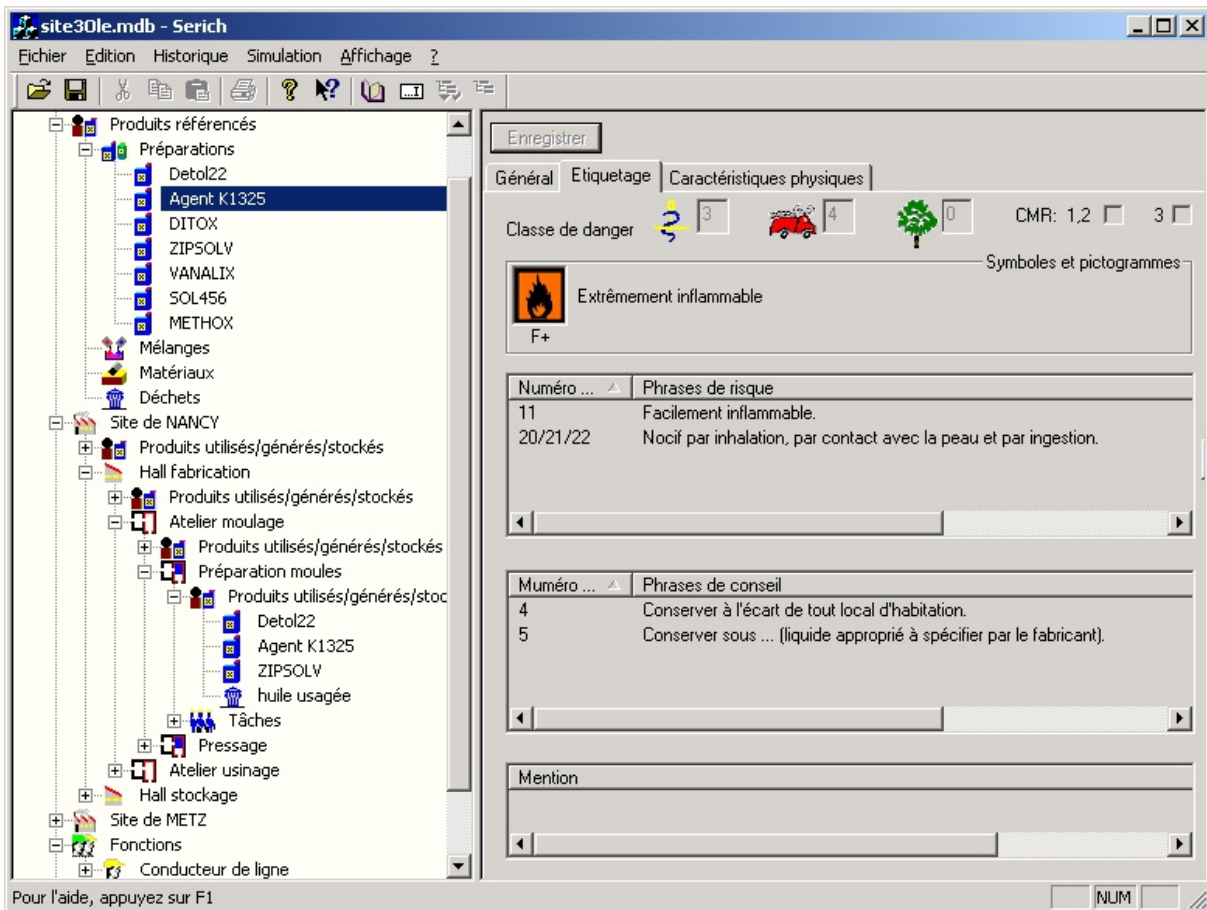 site30le.mdb - Serich
Fichier Edition Historique Simulation Affichage ?
Produits référencés
Préparations
Detol22
Agent K1325
DITOX
ZIPSOLV
VANALIX
SOL456
METHOX
Mélanges
Matériaux
Déchets
Site de NANCY
Produits utilisés/générés/stockés
Hall fabrication
Produits utilisés/générés/stockés
Atelier moulage
Produits utilisés/générés/stockés
Préparation moules
Produits utilisés/générés/stoc
Detol22
Agent K1325
ZIPSOLV
huile usagée
Tâches
Pressage
Atelier usinage
Hall stockage
Site de METZ
Fonctions
Conducteur de ligne
Enregistrer
Général Etiquetage Caractéristiques physiques
Classe de danger 3 4 0 CMR: 1,2 3
Symboles et pictogrammes
Extrêmement inflammable
F+
Numéro ... Phrases de risque
11 Facilement inflammable.
20/21/22 Nocif par inhalation, par contact avec la peau et par ingestion.
Muméro ... Phrases de conseil
4 Conserver à l'écart de tout local d'habitation.
5 Conserver sous ... (liquide approprié à spécifier par le fabricant).
Mention
Pour l'aide, appuyez sur F1
NUM